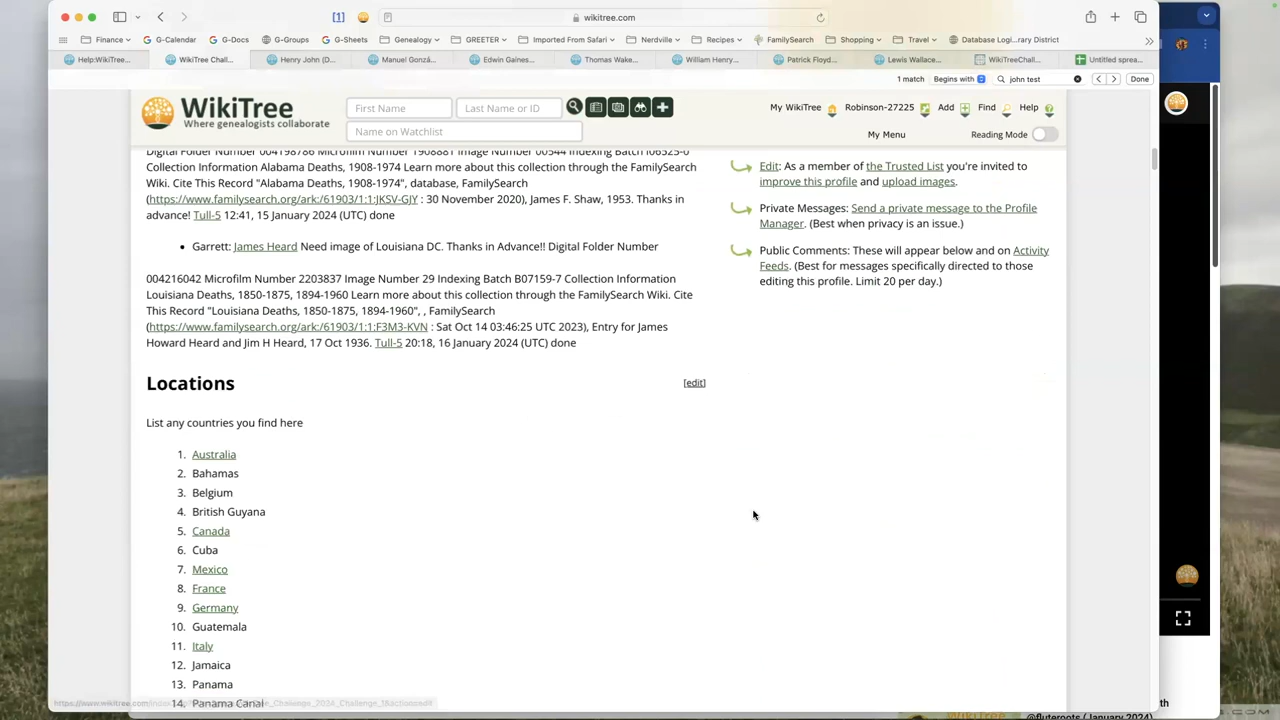 [1]
wikitree.com
Finance
G-Calendar
G-Docs
G-Groups
G-Sheets
Genealogy
GREETER
Imported From Safari
Nerdville
Recipes
FamilySearch
Shopping
Travel
Database Logi...rary District
Help:WikiTree...
WikiTree Chall...
Henry John (D...
Manuel Gonzá...
Edwin Gaines...
Thomas Wake...
William Henry...
Patrick Floyd...
Lewis Wallace...
WikiTreeChall...
Untitled sprea...
1 match
Begins with
john test
Done
WikiTree
Where genealogists collaborate
First Name
Last Name or ID
Name on Watchlist
My WikiTree
Robinson-27225
Add
Find
Help
My Menu
Reading Mode
Collection Information Alabama Deaths, 1908-1974 Learn more about this collection through the FamilySearch
Wiki. Cite This Record "Alabama Deaths, 1908-1974", database, FamilySearch
(https://www.familysearch.org/ark:/61903/1:1:JKSV-GJY : 30 November 2020), James F. Shaw, 1953. Thanks in
advance! Tull-5 12:41, 15 January 2024 (UTC) done
• Garrett: James Heard Need image of Louisiana DC. Thanks in Advance!! Digital Folder Number
004216042 Microfilm Number 2203837 Image Number 29 Indexing Batch B07159-7 Collection Information
Louisiana Deaths, 1850-1875, 1894-1960 Learn more about this collection through the FamilySearch Wiki. Cite
This Record "Louisiana Deaths, 1850-1875, 1894-1960", , FamilySearch
(https://www.familysearch.org/ark:/61903/1:1:F3M3-KVN : Sat Oct 14 03:46:25 UTC 2023), Entry for James
Howard Heard and Jim H Heard, 17 Oct 1936. Tull-5 20:18, 16 January 2024 (UTC) done
Edit: As a member of the Trusted List you're invited to
improve this profile and upload images.
Private Messages: Send a private message to the Profile
Manager. (Best when privacy is an issue.)
Public Comments: These will appear below and on Activity
Feeds. (Best for messages specifically directed to those
editing this profile. Limit 20 per day.)
Locations
[edit]
List any countries you find here
1. Australia
2. Bahamas
3. Belgium
4. British Guyana
5. Canada
6. Cuba
7. Mexico
8. France
9. Germany
10. Guatemala
11. Italy
12. Jamaica
13. Panama
14. Panama Canal
@fluteroots (January 2024)